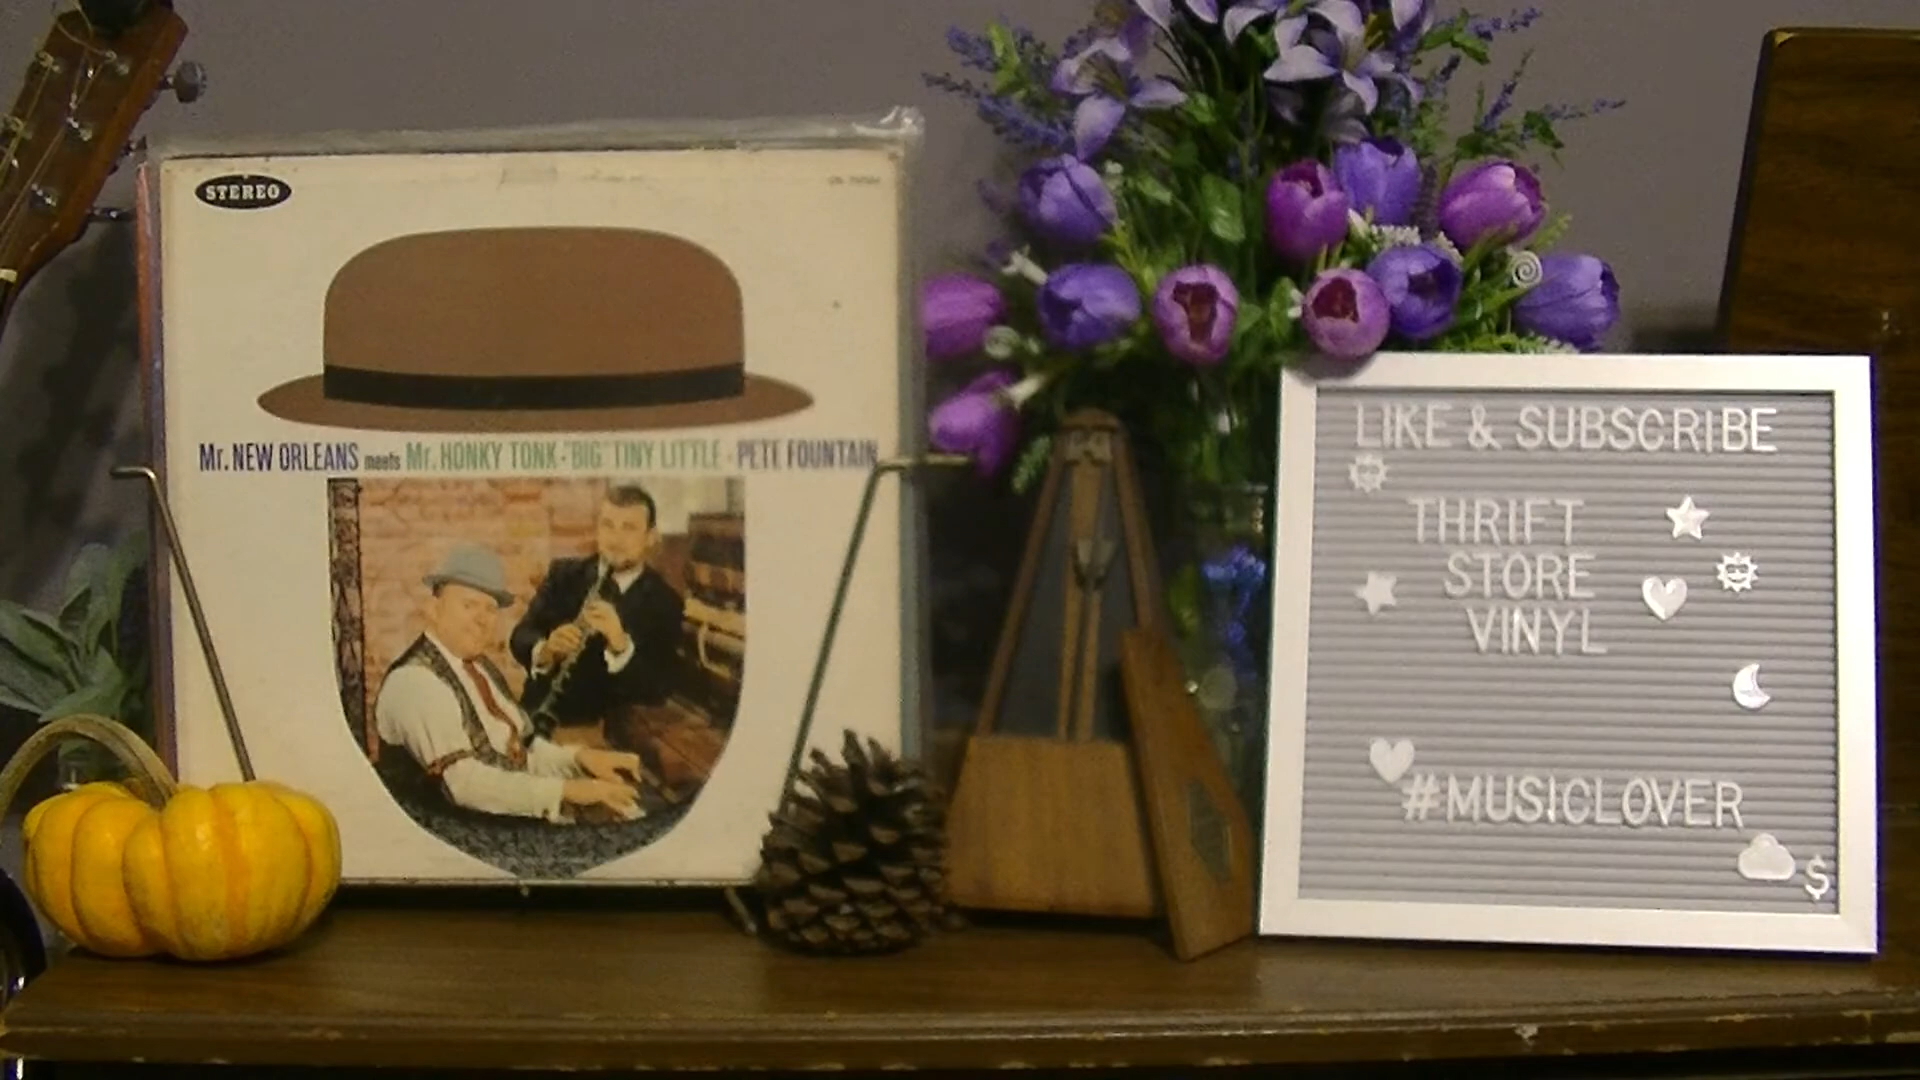 STEREO
Mr. NEW ORLEANS meets Mr. HONKY TONK · "BIG" TINY LITTLE · PETE FOUNTAIN
LIKE & SUBSCRIBE
THRIFT
STORE
VINYL
#MUSICLOVER
$